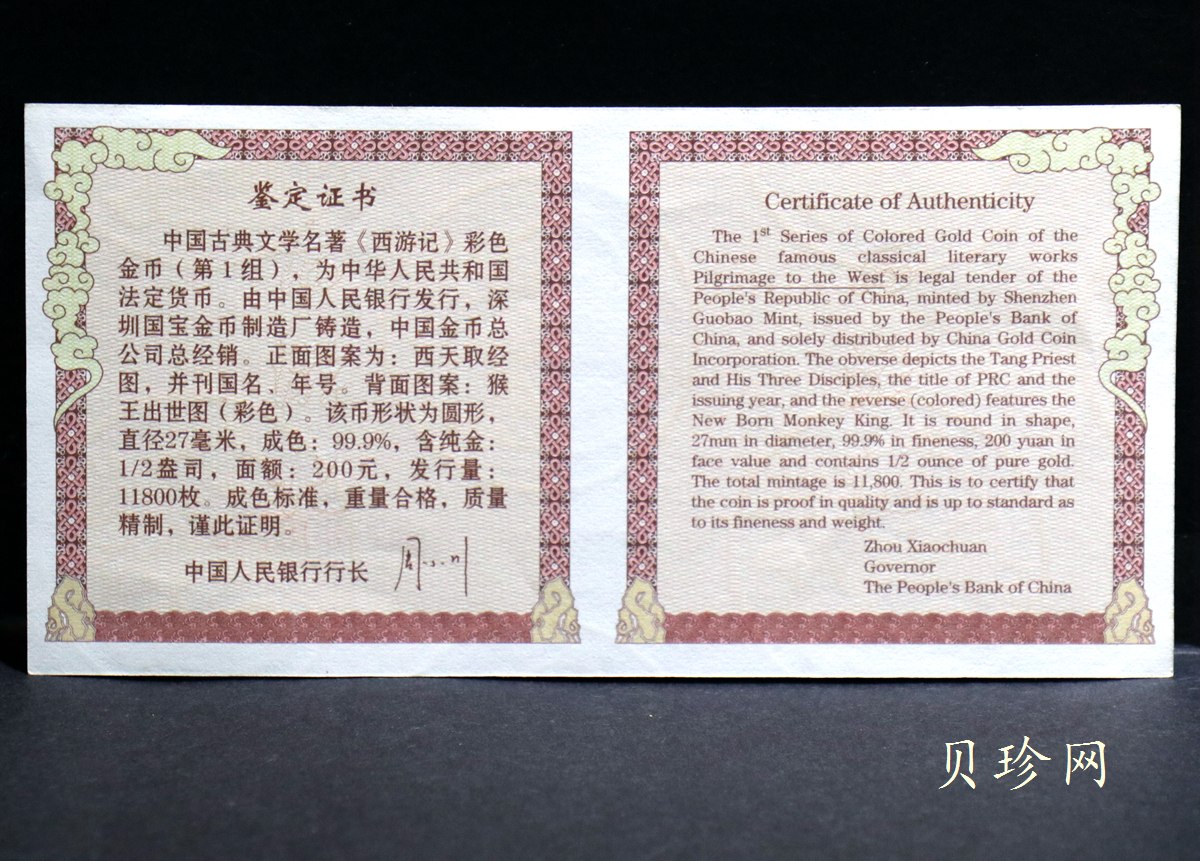 鉴定证书
中国古典文学名著《西游记》彩色
金币（第1组），为中华人民共和国
法定货币。由中国人民银行发行，深
圳国宝金币制造厂铸造，中国金币总
公司总经销。正面图案为：西天取经
图，并刊国名、年号。背面图案：猴
王出世图（彩色）。该币形状为圆形，
直径27毫米，成色：99.9%，含纯金：
1/2盎司，面额：200元，发行量：
11800枚。成色标准，重量合格，质量
精制，谨此证明。
中国人民银行行长 周小川
Certificate of Authenticity
The 1st Series of Colored Gold Coin of the
Chinese famous classical literary works
Pilgrimage to the West is legal tender of the
People's Republic of China, minted by Shenzhen
Guobao Mint, issued by the People's Bank of
China, and solely distributed by China Gold Coin
Incorporation. The obverse depicts the Tang Priest
and His Three Disciples, the title of PRC and the
issuing year, and the reverse (colored) features the
New Born Monkey King. It is round in shape,
27mm in diameter, 99.9% in fineness, 200 yuan in
face value and contains 1/2 ounce of pure gold.
The total mintage is 11,800. This is to certify that
the coin is proof in quality and is up to standard as
to its fineness and weight.
Zhou Xiaochuan
Governor
The People's Bank of China
贝珍网